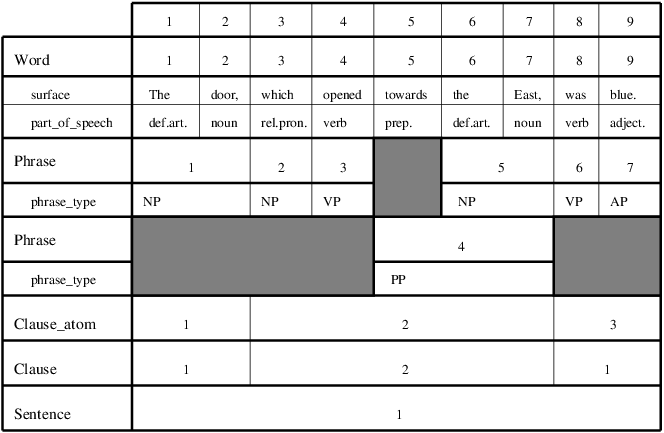 1 2 3 4 5 6 7 8 9
Word 1 2 3 4 5 6 7 8 9
surface The door, which opened towards the East, was blue.
part_of_speech def.art. noun rel.pron. verb prep. def.art. noun verb adject.
Phrase 1 2 3 5 6 7
phrase_type NP NP VP NP VP AP
Phrase 4
phrase_type PP
Clause_atom 1 2 3
Clause 1 2 1
Sentence 1